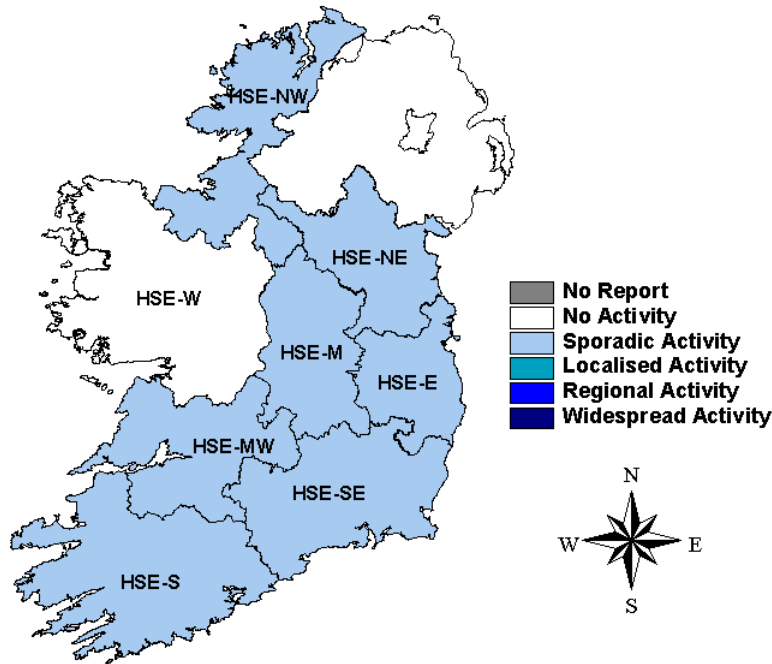 HSE-NW
HSE-NE
HSE-W
HSE-M
HSE-E
HSE-MW
HSE-SE
HSE-S
No Report
No Activity
Sporadic Activity
Localised Activity
Regional Activity
Widespread Activity
N
W E
S